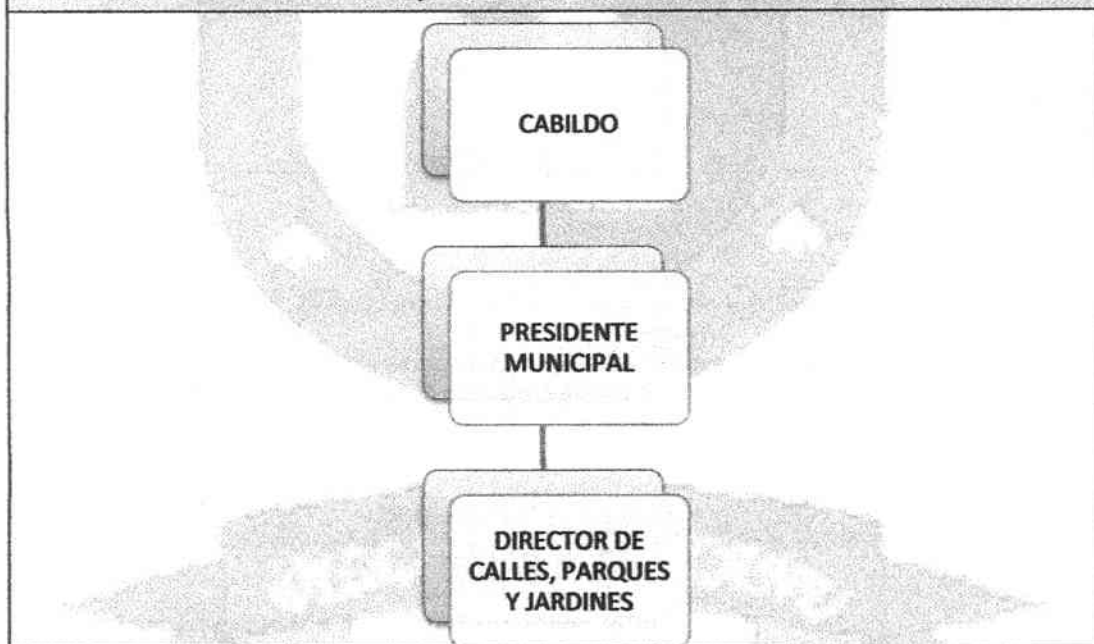 CABILDO
PRESIDENTE
MUNICIPAL
DIRECTOR DE
CALLES, PARQUES
Y JARDINES